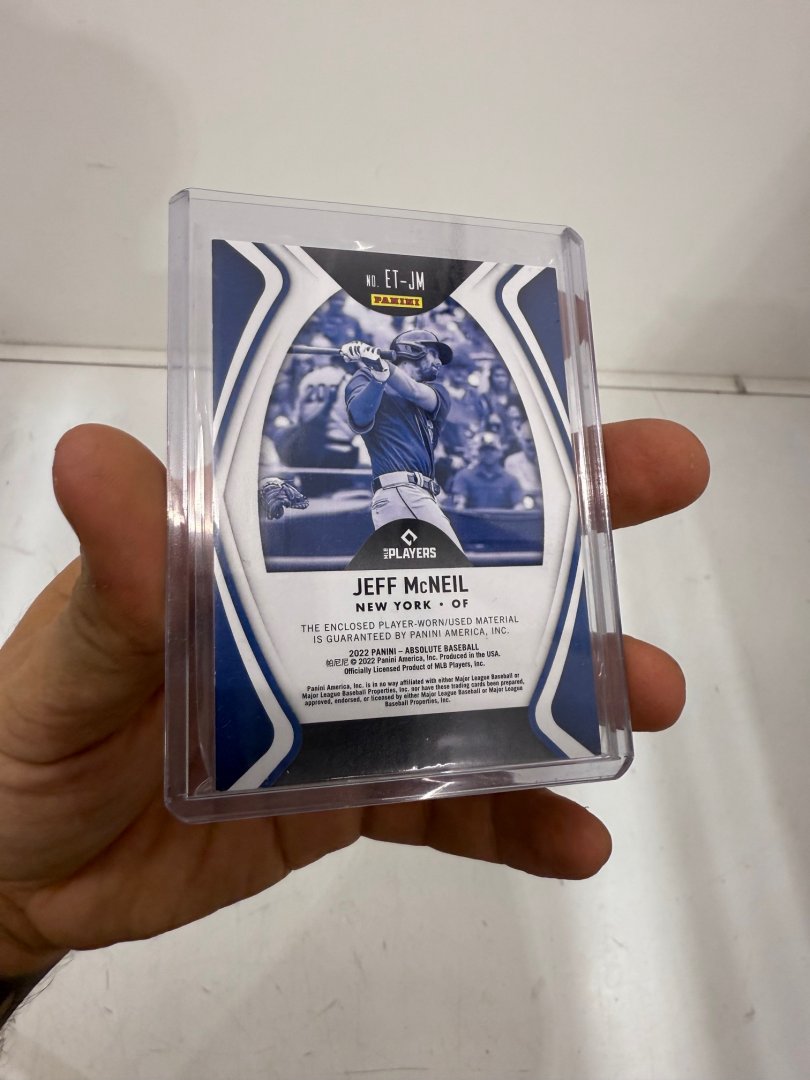 NO. ET-JM
PANINI
20
MLB PLAYERS
JEFF McNEIL
NEW YORK • OF
THE ENCLOSED PLAYER-WORN/USED MATERIAL
IS GUARANTEED BY PANINI AMERICA, INC.
2022 PANINI – ABSOLUTE BASEBALL
帕尼尼 © 2022 Panini America, Inc. Produced in the USA.
Officially Licensed Product of MLB Players, Inc.
Panini America, Inc. is in no way affiliated with either Major League Baseball or
Major League Baseball Properties, Inc. nor have these trading cards been prepared,
approved, endorsed, or licensed by either Major League Baseball or Major League
Baseball Properties, Inc.